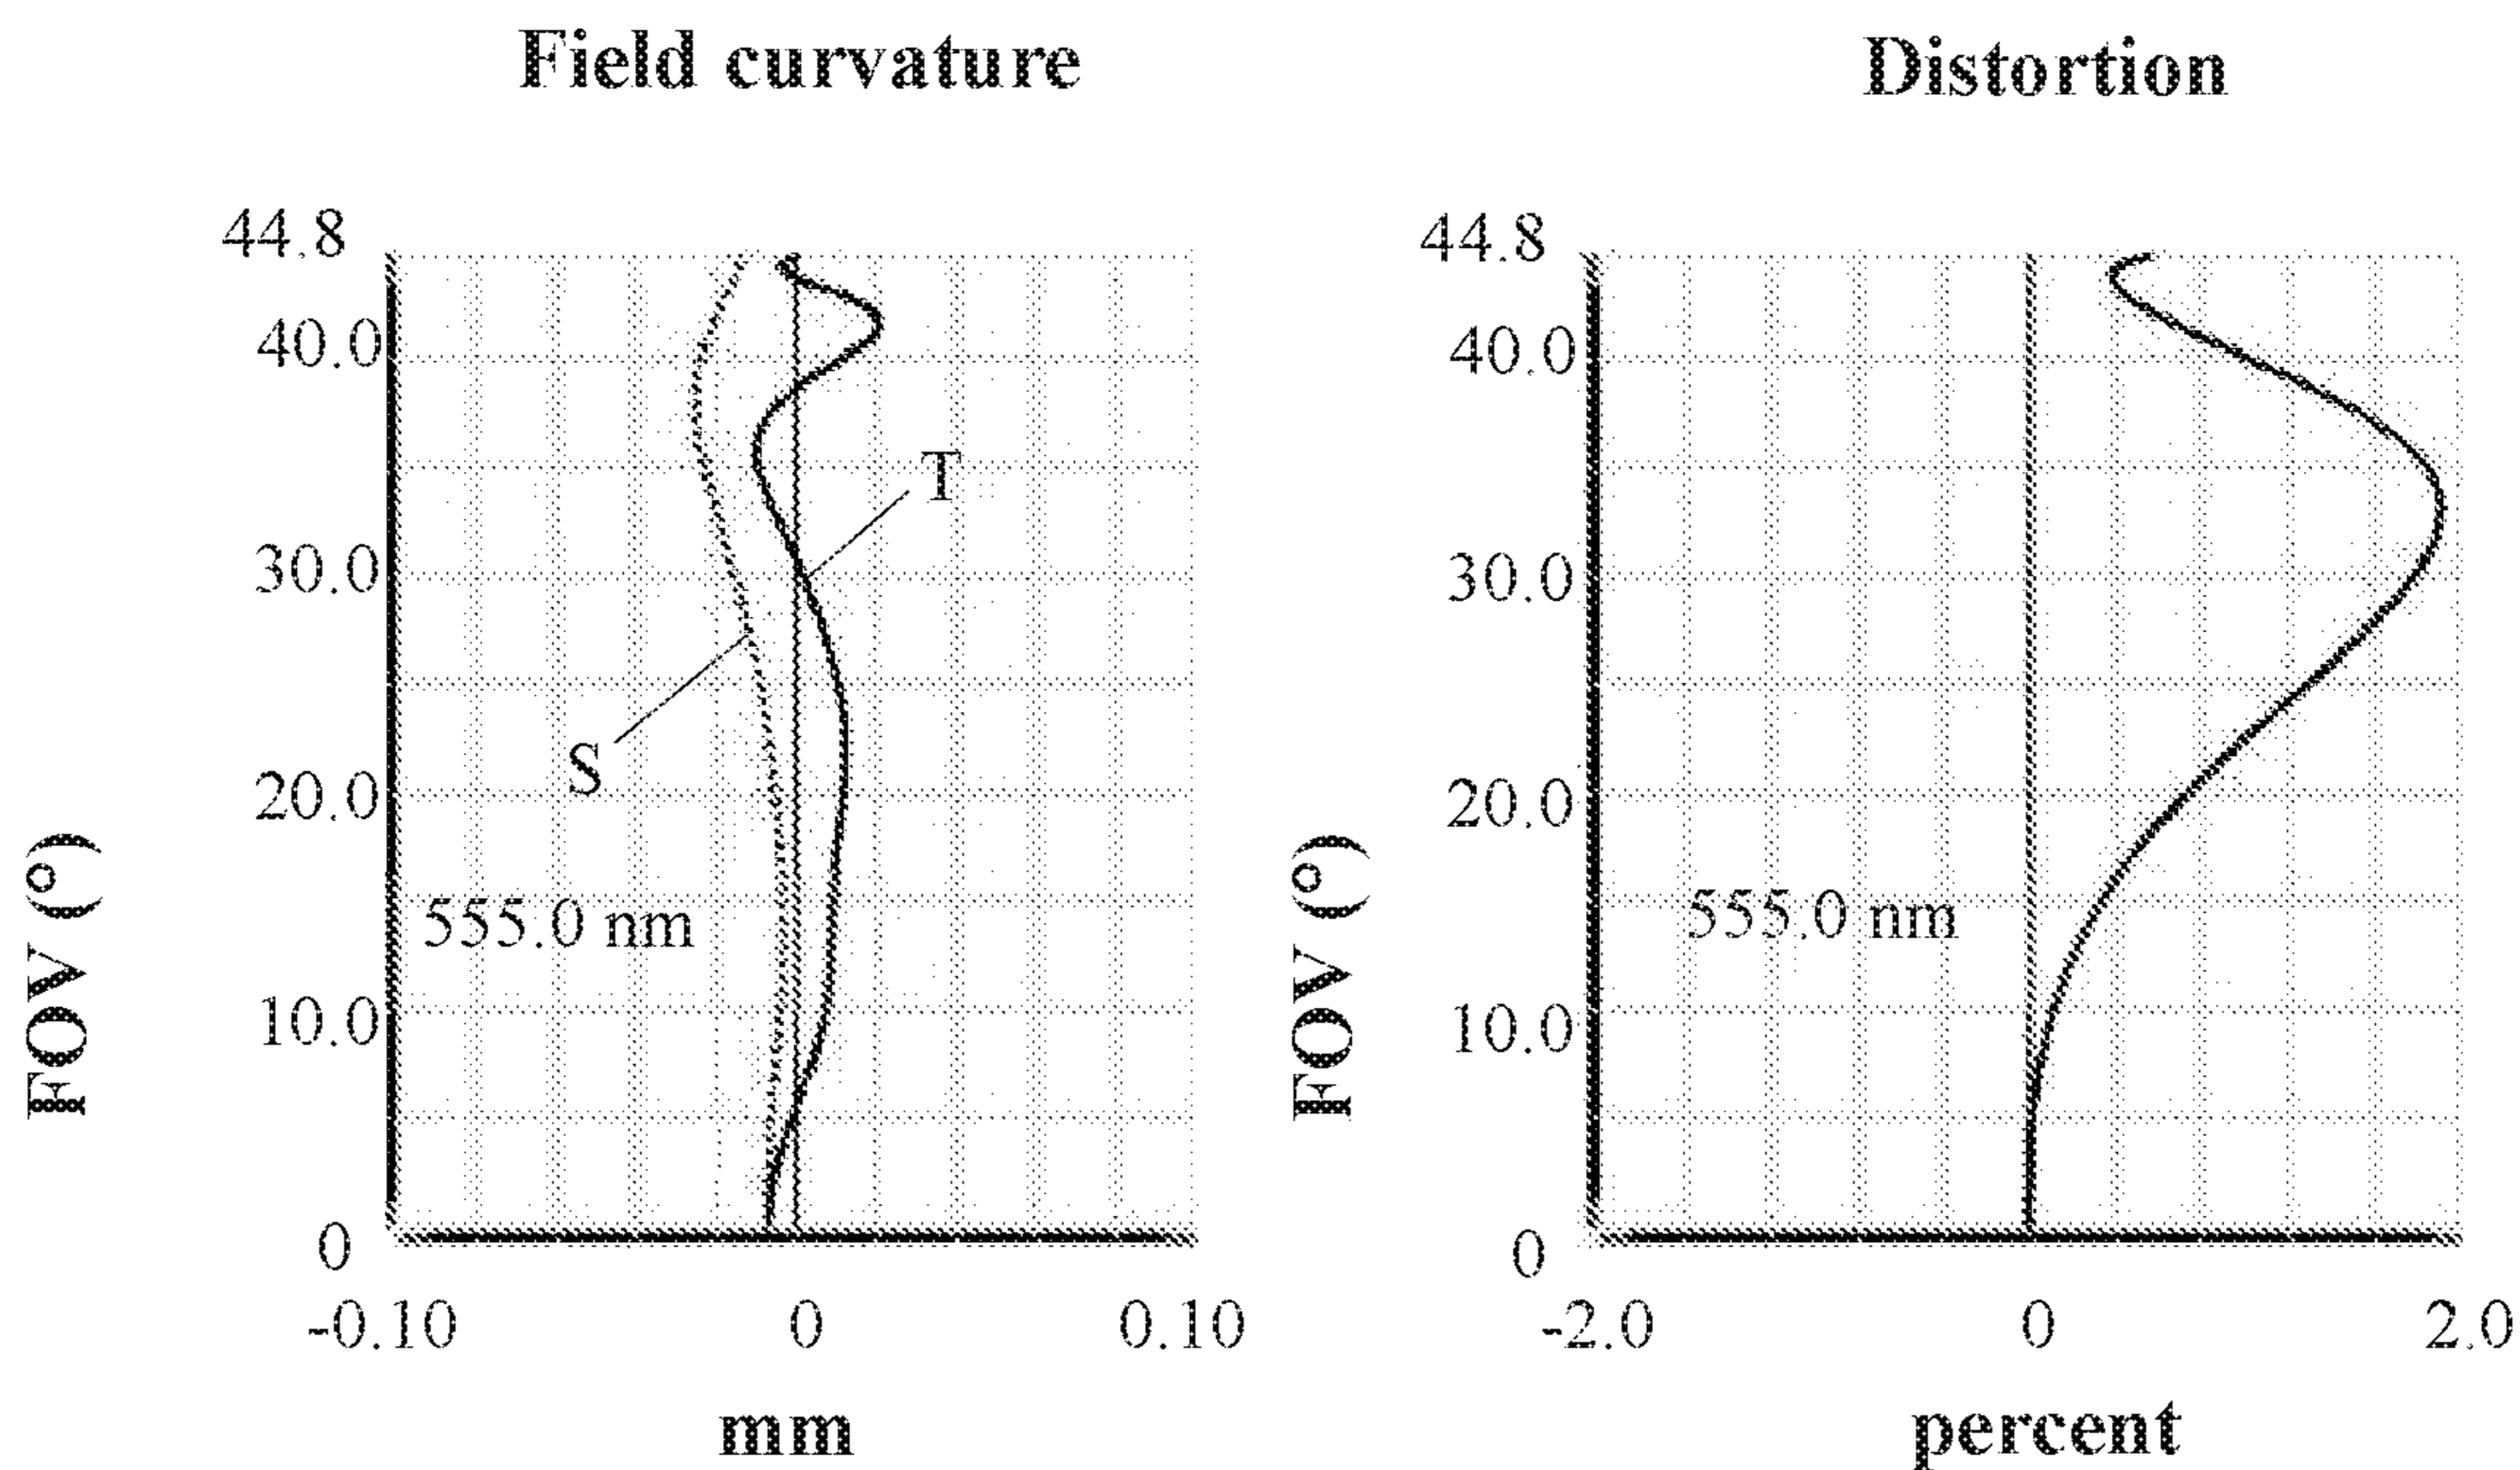 Field curvature
44.8
40.0
30.0
20.0
10.0
0
FOV (°)
T
S
555.0 nm
-0.10 0 0.10
mm
Distortion
44.8
40.0
30.0
20.0
10.0
0
FOV (°)
555.0 nm
-2.0 0 2.0
percent